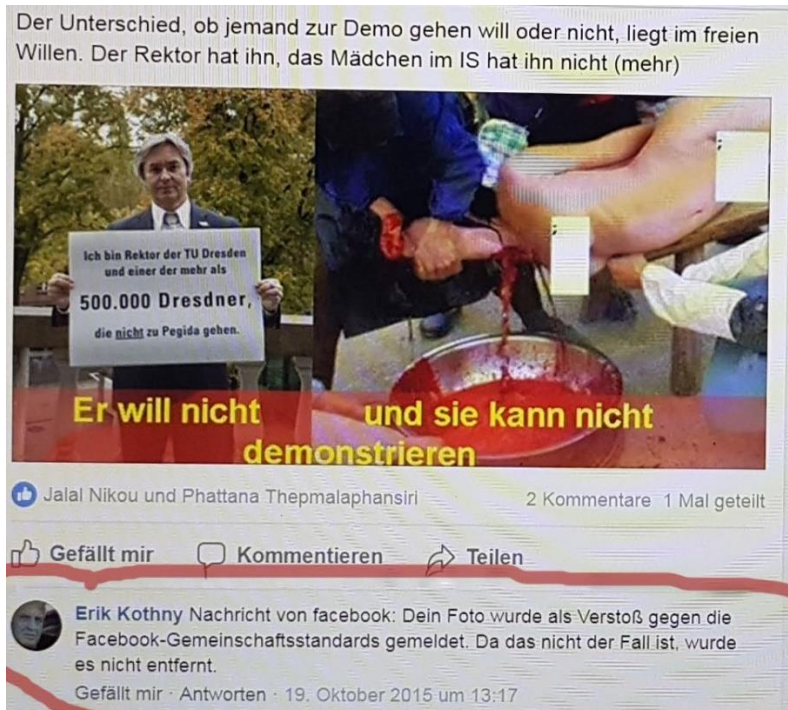 Der Unterschied, ob jemand zur Demo gehen will oder nicht, liegt im freien
Willen. Der Rektor hat ihn, das Mädchen im IS hat ihn nicht (mehr)
Ich bin Rektor der TU Dresden
und einer der mehr als
500.000 Dresdner,
die nicht zu Pegida gehen.
Er will nicht und sie kann nicht
demonstrieren
Jalal Nikou und Phattana Thepmalaphansiri 2 Kommentare 1 Mal geteilt
Gefällt mir Kommentieren Teilen
Erik Kothny Nachricht von facebook: Dein Foto wurde als Verstoß gegen die
Facebook-Gemeinschaftsstandards gemeldet. Da das nicht der Fall ist, wurde
es nicht entfernt.
Gefällt mir · Antworten · 19. Oktober 2015 um 13:17